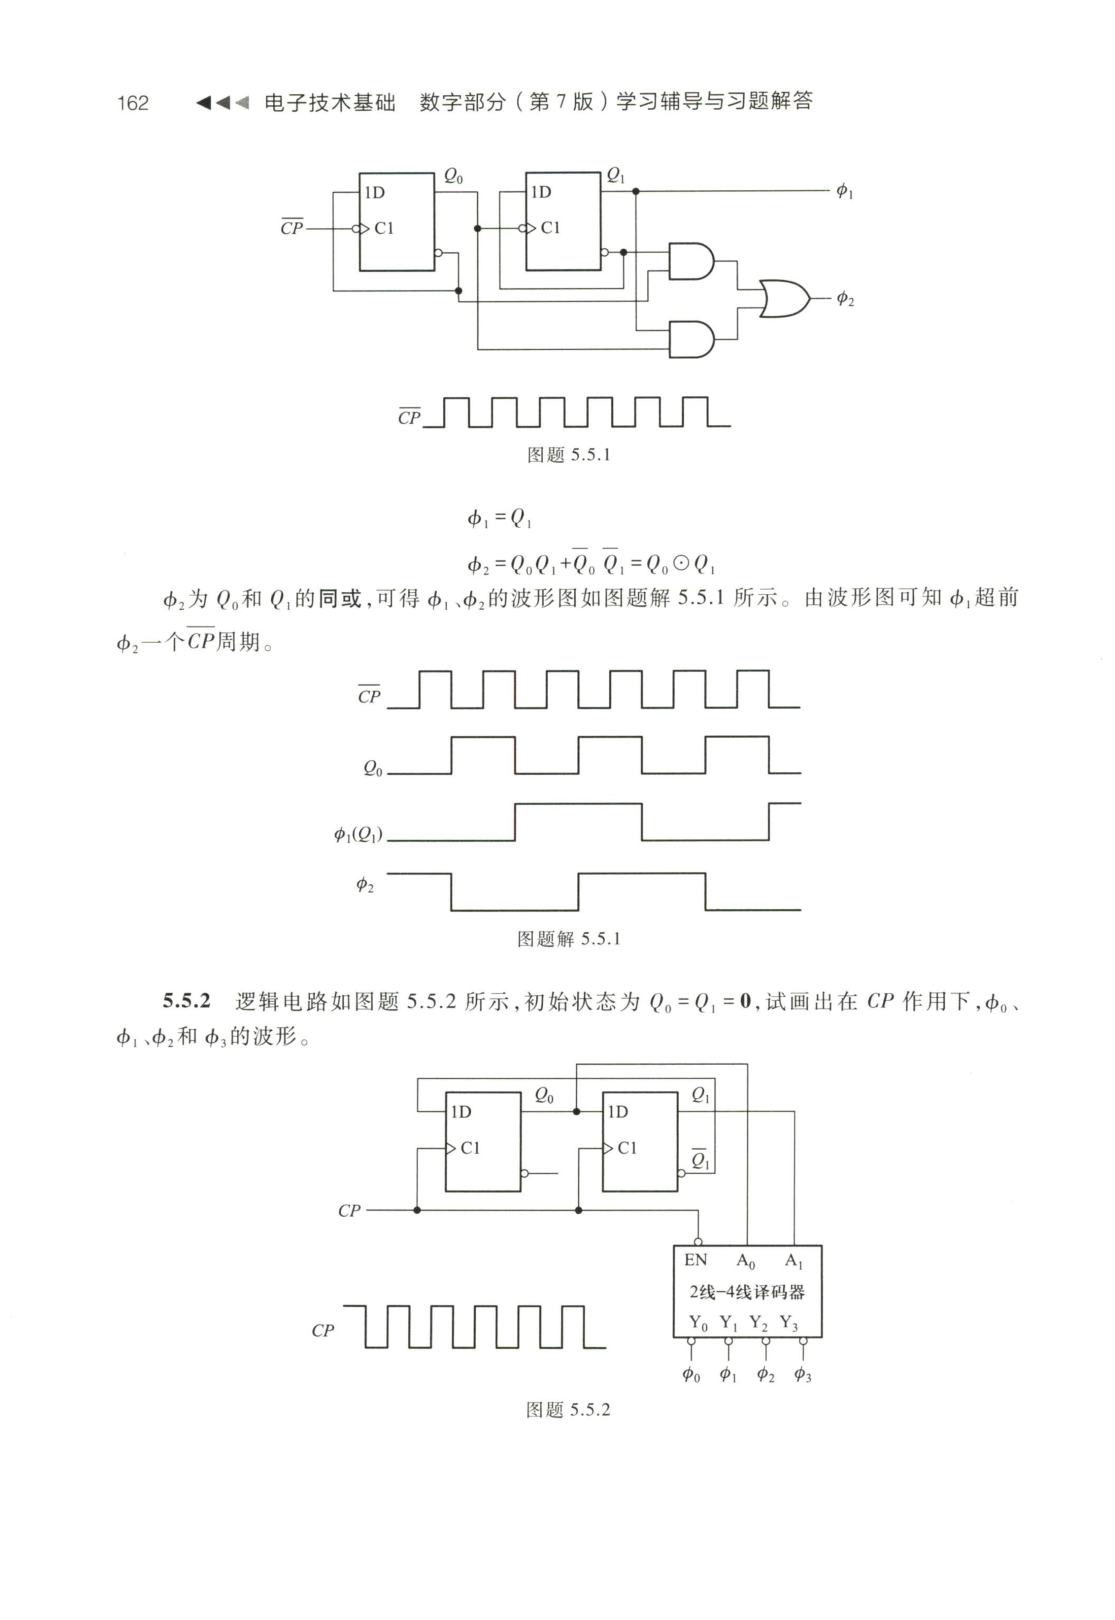 162 ◀◀◀ 电子技术基础 数字部分(第7版)学习辅导与习题解答
Q₀ Q₁
1D 1D ϕ₁
C̅P̅ C1 C1
ϕ₂
C̅P̅
图题 5.5.1
ϕ₁=Q₁
ϕ₂=Q₀Q₁+Q̅₀ Q̅₁=Q₀⊙Q₁
ϕ₂为 Q₀和 Q₁的同或,可得 ϕ₁、ϕ₂的波形图如图题解 5.5.1 所示。由波形图可知 ϕ₁超前
ϕ₂一个C̅P̅周期。
C̅P̅
Q₀
ϕ₁(Q₁)
ϕ₂
图题解 5.5.1
5.5.2 逻辑电路如图题 5.5.2 所示,初始状态为 Q₀=Q₁=0,试画出在 CP 作用下,ϕ₀、
ϕ₁、ϕ₂和 ϕ₃的波形。
Q₀ Q₁
1D 1D
C1 C1
Q̅₁
CP
EN A₀ A₁
2线-4线译码器
Y₀ Y₁ Y₂ Y₃
CP
ϕ₀ ϕ₁ ϕ₂ ϕ₃
图题 5.5.2